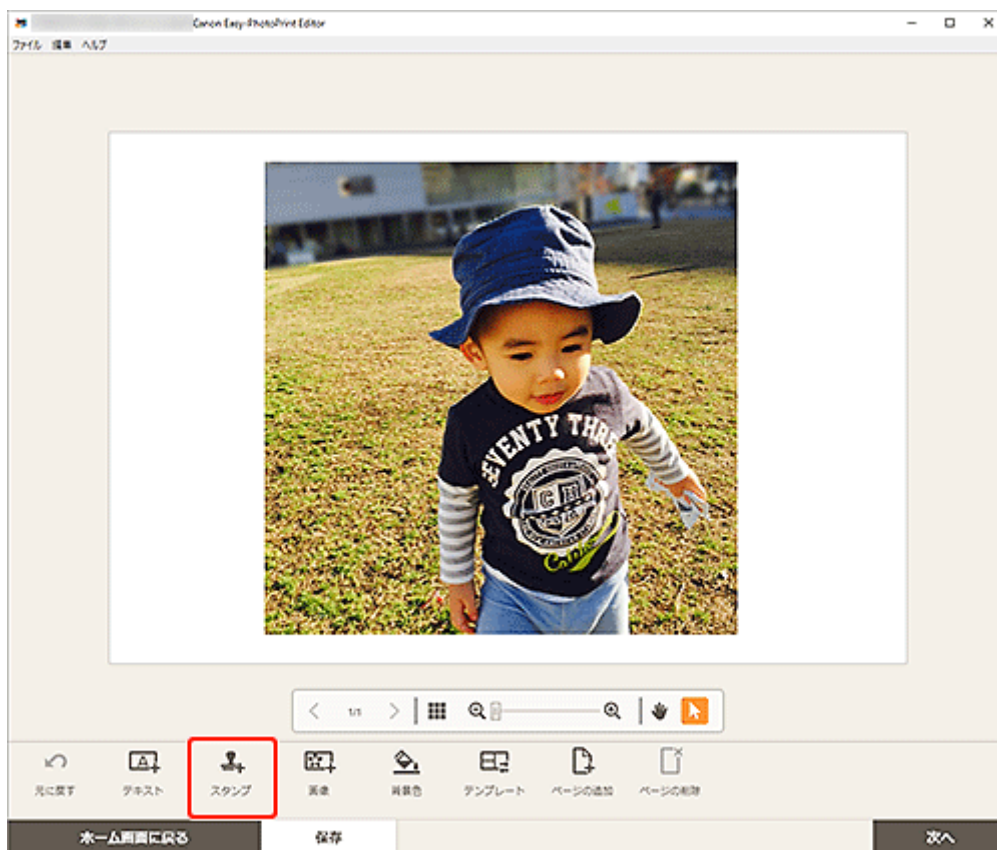 Canon Easy-PhotoPrint Editor
ファイル 編集 ヘルプ
SEVENTY THRE
1/1
元に戻す テキスト スタンプ 画像 背景色 テンプレート ページの追加 ページの削除
ホーム画面に戻る 保存 次へ